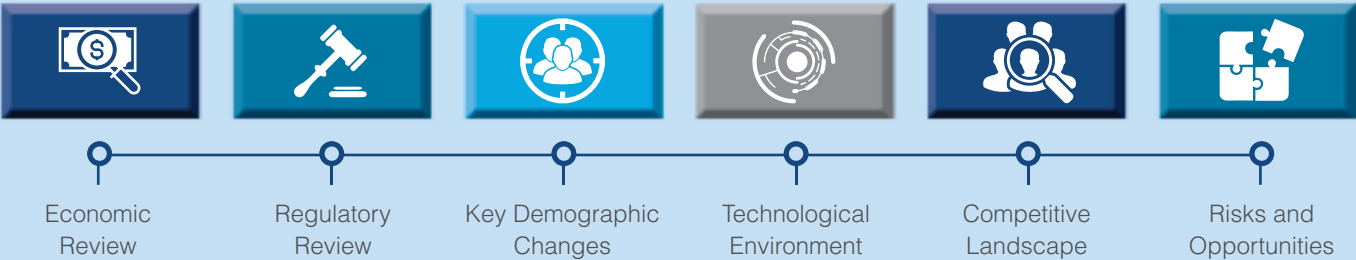 $
Economic
Review
Regulatory
Review
Key Demographic
Changes
Technological
Environment
Competitive
Landscape
Risks and
Opportunities